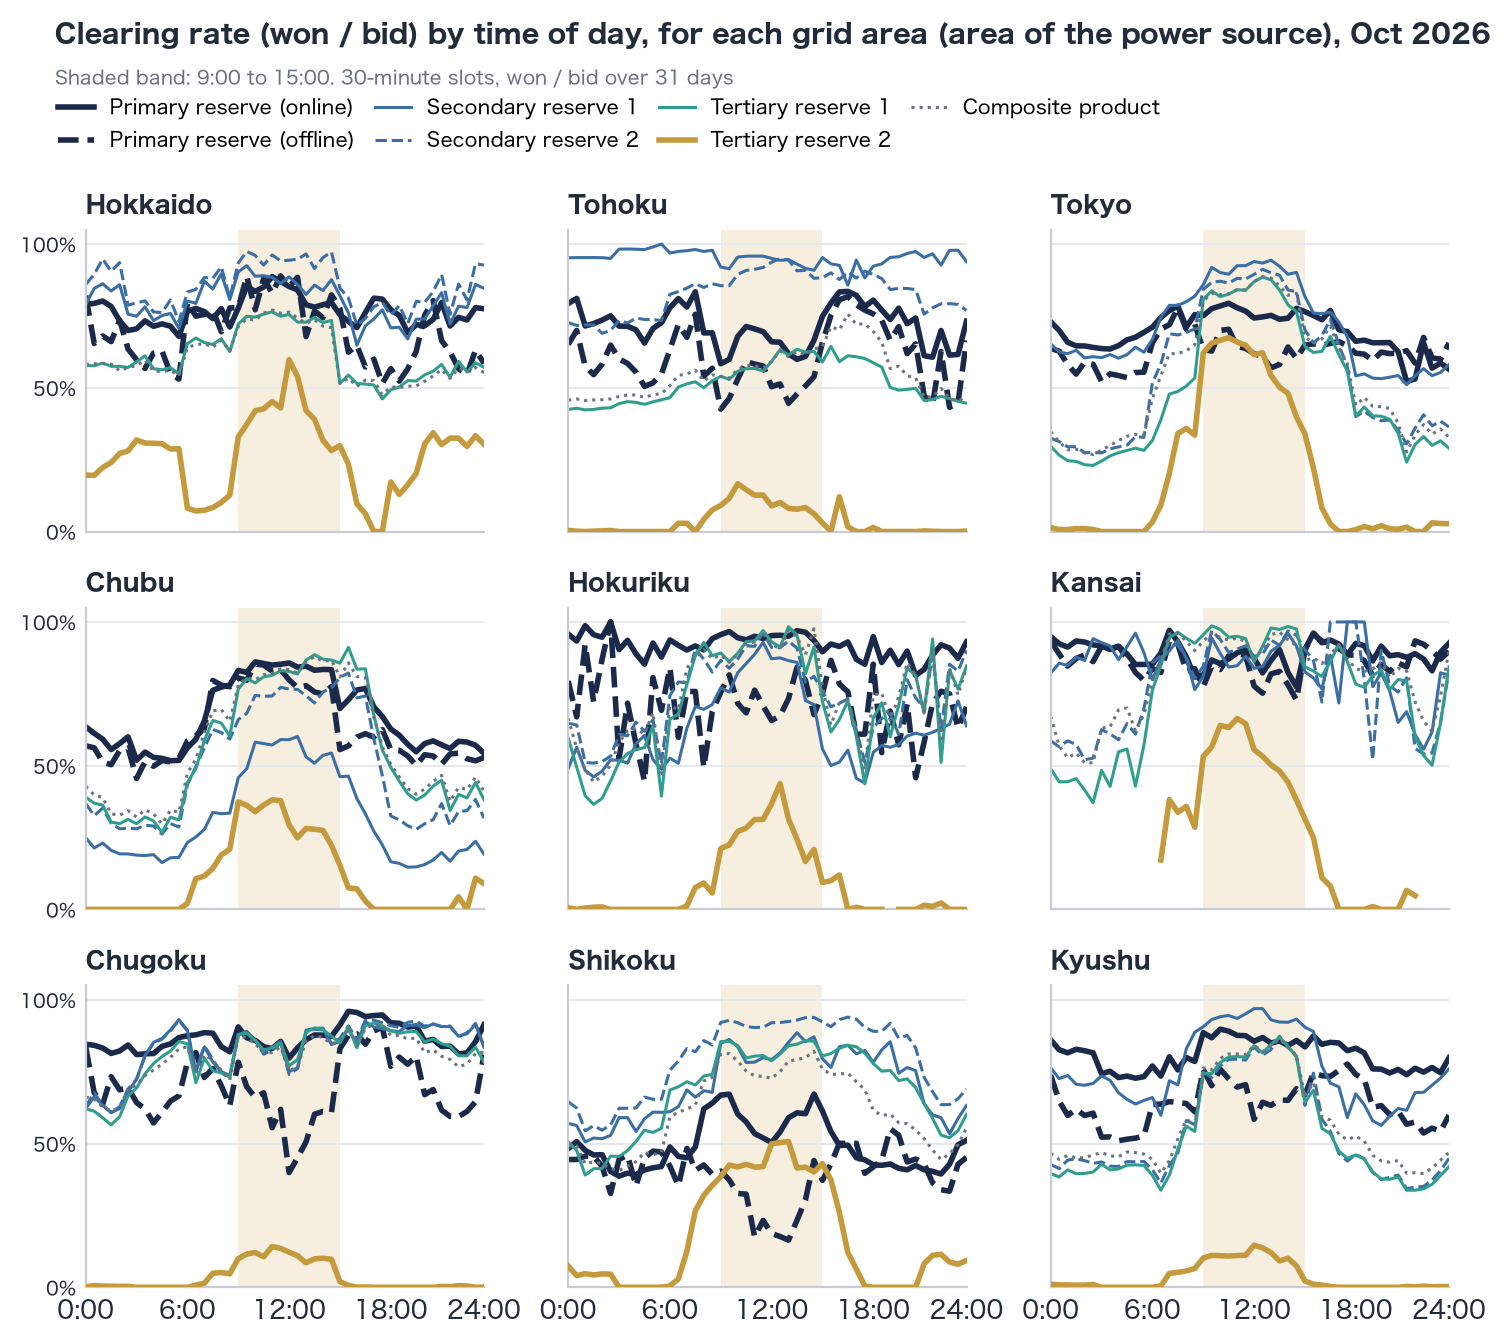 Clearing rate (won / bid) by time of day, for each grid area (area of the power source), Oct 2026
Shaded band: 9:00 to 15:00. 30-minute slots, won / bid over 31 days
Primary reserve (online) Secondary reserve 1 Tertiary reserve 1 Composite product
Primary reserve (offline) Secondary reserve 2 Tertiary reserve 2
Hokkaido Tohoku Tokyo
100%
50%
0%
Chubu Hokuriku Kansai
100%
50%
0%
Chugoku Shikoku Kyushu
100%
50%
0%
0:00 6:00 12:00 18:00 24:00 0:00 6:00 12:00 18:00 24:00 0:00 6:00 12:00 18:00 24:00